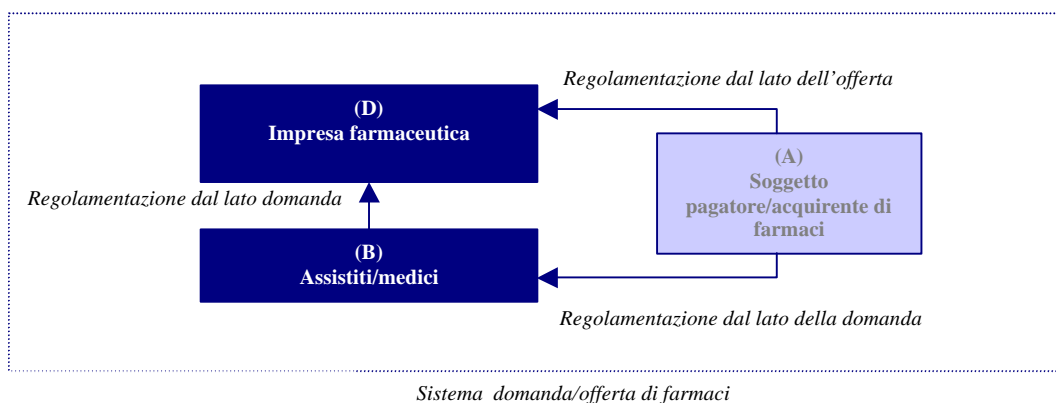 Regolamentazione dal lato dell'offerta
(D)
Impresa farmaceutica
(A)
Soggetto
pagatore/acquirente di
farmaci
Regolamentazione dal lato domanda
(B)
Assistiti/medici
Regolamentazione dal lato della domanda
Sistema domanda/offerta di farmaci